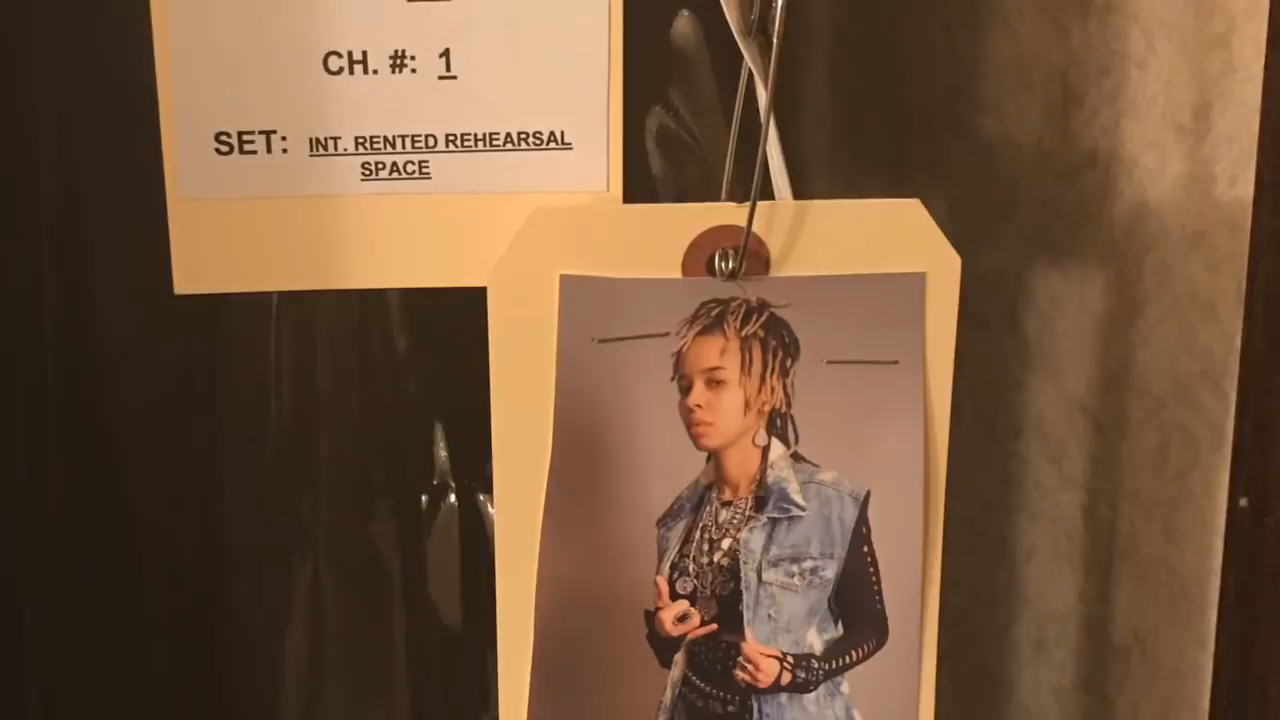 CH. #: 1
SET: INT. RENTED REHEARSAL
SPACE